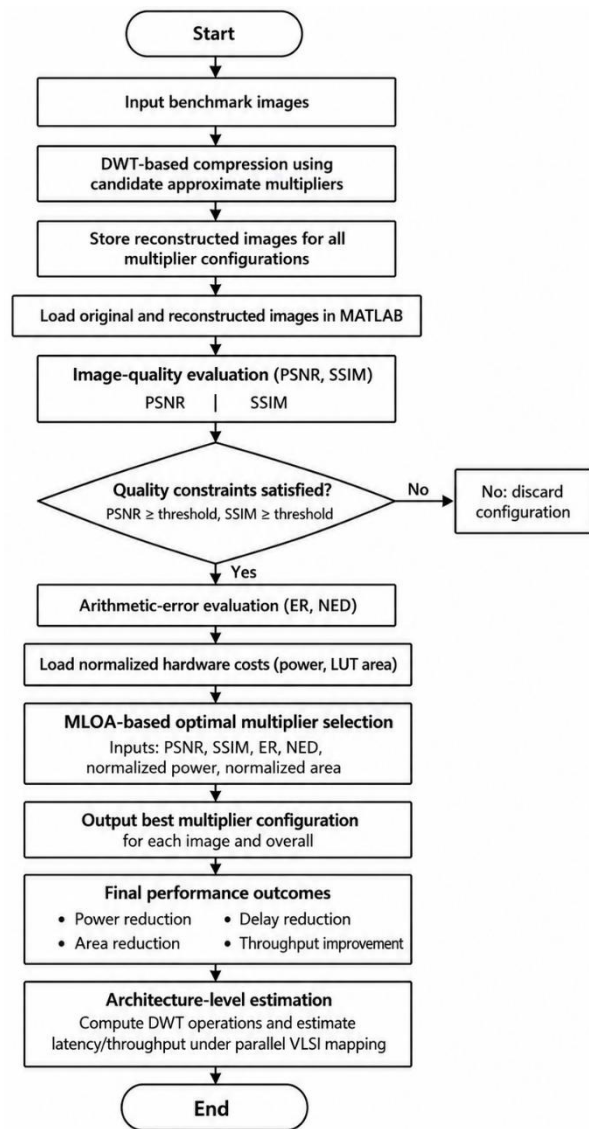 Start
Input benchmark images
DWT-based compression using
candidate approximate multipliers
Store reconstructed images for all
multiplier configurations
Load original and reconstructed images in MATLAB
Image-quality evaluation (PSNR, SSIM)
PSNR | SSIM
Quality constraints satisfied?
PSNR ≥ threshold, SSIM ≥ threshold
No
No: discard
configuration
Yes
Arithmetic-error evaluation (ER, NED)
Load normalized hardware costs (power, LUT area)
MLOA-based optimal multiplier selection
Inputs: PSNR, SSIM, ER, NED,
normalized power, normalized area
Output best multiplier configuration
for each image and overall
Final performance outcomes
• Power reduction • Delay reduction
• Area reduction • Throughput improvement
Architecture-level estimation
Compute DWT operations and estimate
latency/throughput under parallel VLSI mapping
End